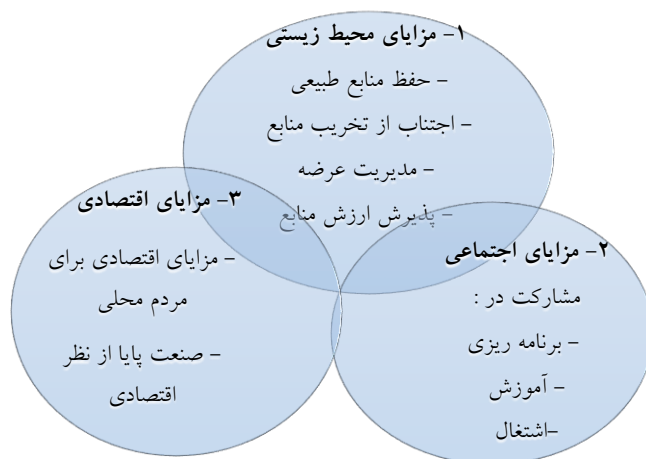 ۱- مزایای محیط زیستی
- حفظ منابع طبیعی
- اجتناب از تخریب منابع
- مدیریت عرضه
- پذیرش ارزش منابع
۲- مزایای اجتماعی
مشارکت در :
- برنامه ریزی
- آموزش
-اشتغال
۳- مزایای اقتصادی
- مزایای اقتصادی برای
مردم محلی
- صنعت پایا از نظر
اقتصادی